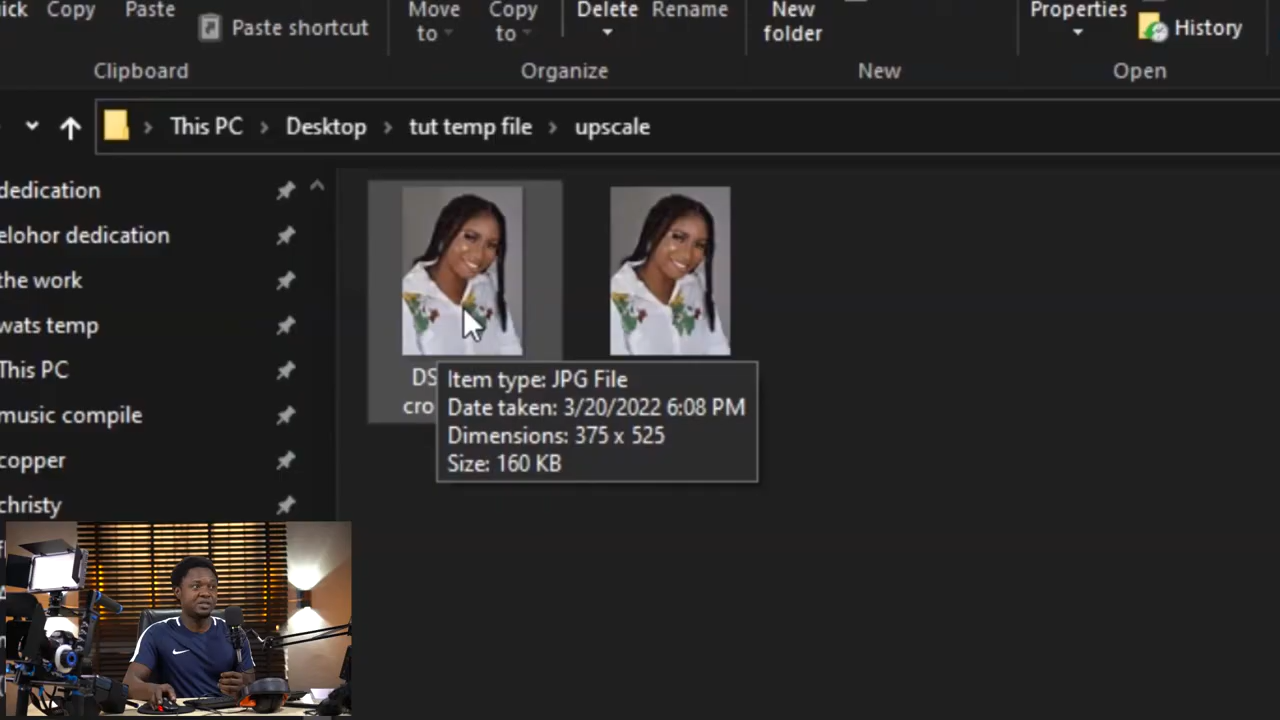 Copy
Paste
Paste shortcut
Move to
Copy to
Delete
Rename
New folder
Properties
History
Clipboard
Organize
New
Open
This PC > Desktop > tut temp file > upscale
dedication
elohor dedication
the work
wats temp
This PC
music compile
copper
christy
DS
cro
Item type: JPG File
Date taken: 3/20/2022 6:08 PM
Dimensions: 375 x 525
Size: 160 KB